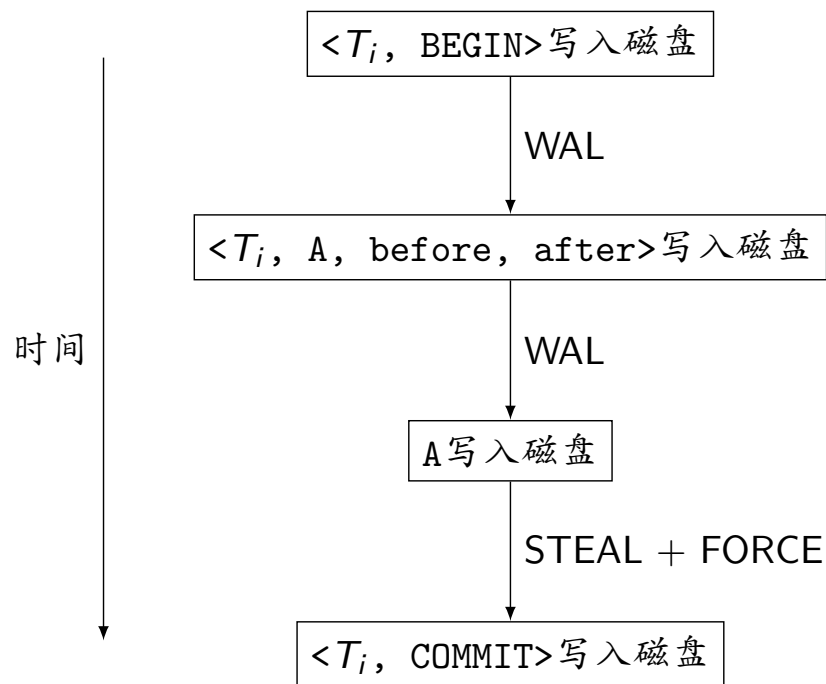 <Ti, BEGIN>写入磁盘
WAL
<Ti, A, before, after>写入磁盘
时间
WAL
A写入磁盘
STEAL + FORCE
<Ti, COMMIT>写入磁盘